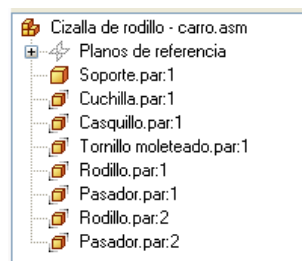 Cizalla de rodillo - carro.asm
Planos de referencia
Soporte.par:1
Cuchilla.par:1
Casquillo.par:1
Tornillo moleteado.par:1
Rodillo.par:1
Pasador.par:1
Rodillo.par:2
Pasador.par:2